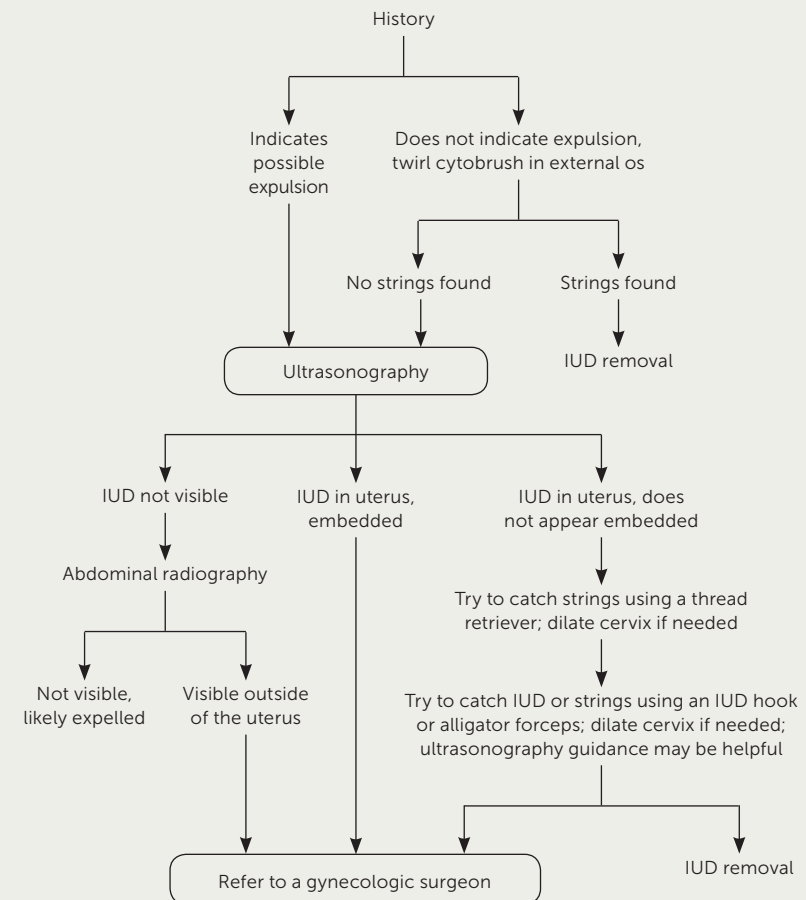 History
Indicates
possible
expulsion
Does not indicate expulsion,
twirl cytobrush in external os
No strings found
Strings found
IUD removal
Ultrasonography
IUD not visible
IUD in uterus,
embedded
IUD in uterus, does
not appear embedded
Abdominal radiography
Try to catch strings using a thread
retriever; dilate cervix if needed
Not visible,
likely expelled
Visible outside
of the uterus
Try to catch IUD or strings using an IUD hook
or alligator forceps; dilate cervix if needed;
ultrasonography guidance may be helpful
Refer to a gynecologic surgeon
IUD removal